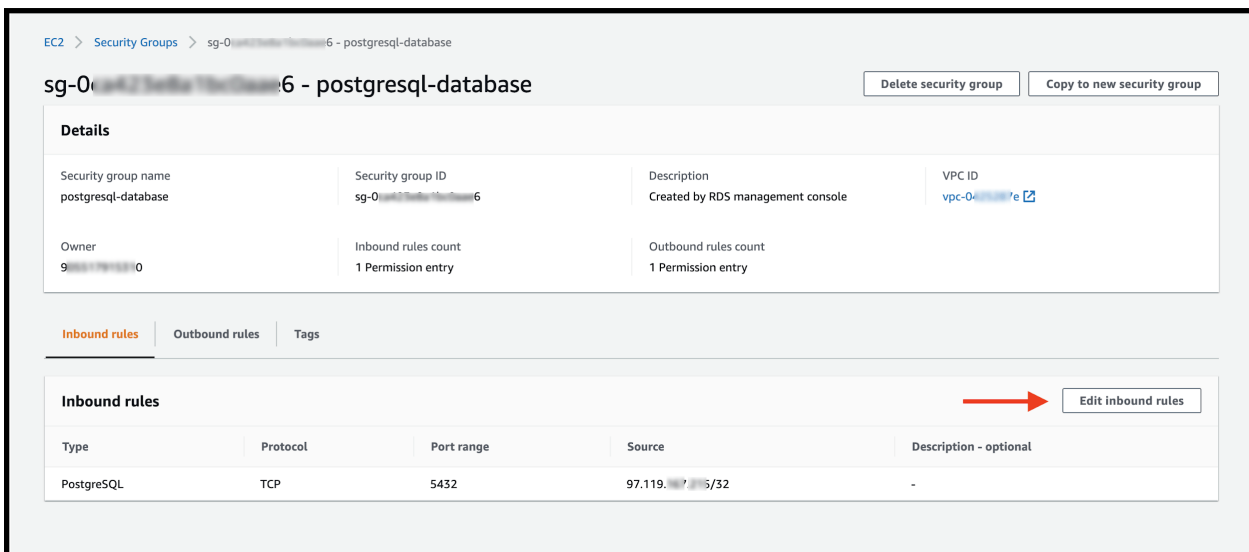 EC2 > Security Groups > sg-0 6 - postgresql-database
sg-0 6 - postgresql-database
Delete security group
Copy to new security group
Details
Security group name
Security group ID
Description
VPC ID
postgresql-database
sg-0 6
Created by RDS management console
vpc-0 e
Owner
Inbound rules count
Outbound rules count
9 0
1 Permission entry
1 Permission entry
Inbound rules
Outbound rules
Tags
Inbound rules
Edit inbound rules
Type
Protocol
Port range
Source
Description - optional
PostgreSQL
TCP
5432
97.119. /32
-